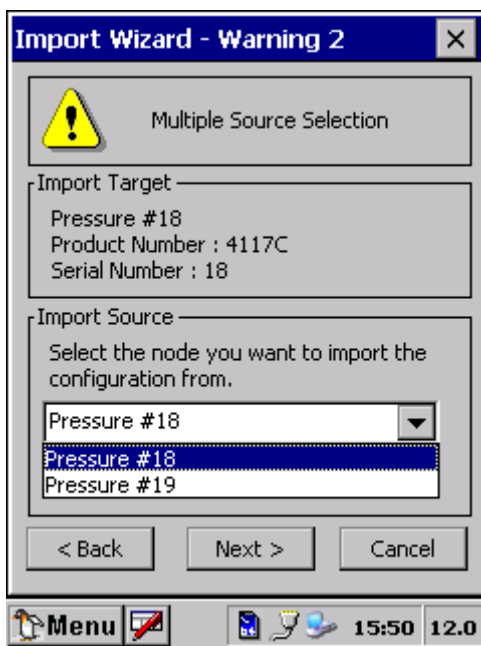 Import Wizard - Warning 2
Multiple Source Selection
Import Target
Pressure #18
Product Number : 4117C
Serial Number : 18
Import Source
Select the node you want to import the
configuration from.
Pressure #18
Pressure #18
Pressure #19
< Back Next > Cancel
Menu 15:50 12.0